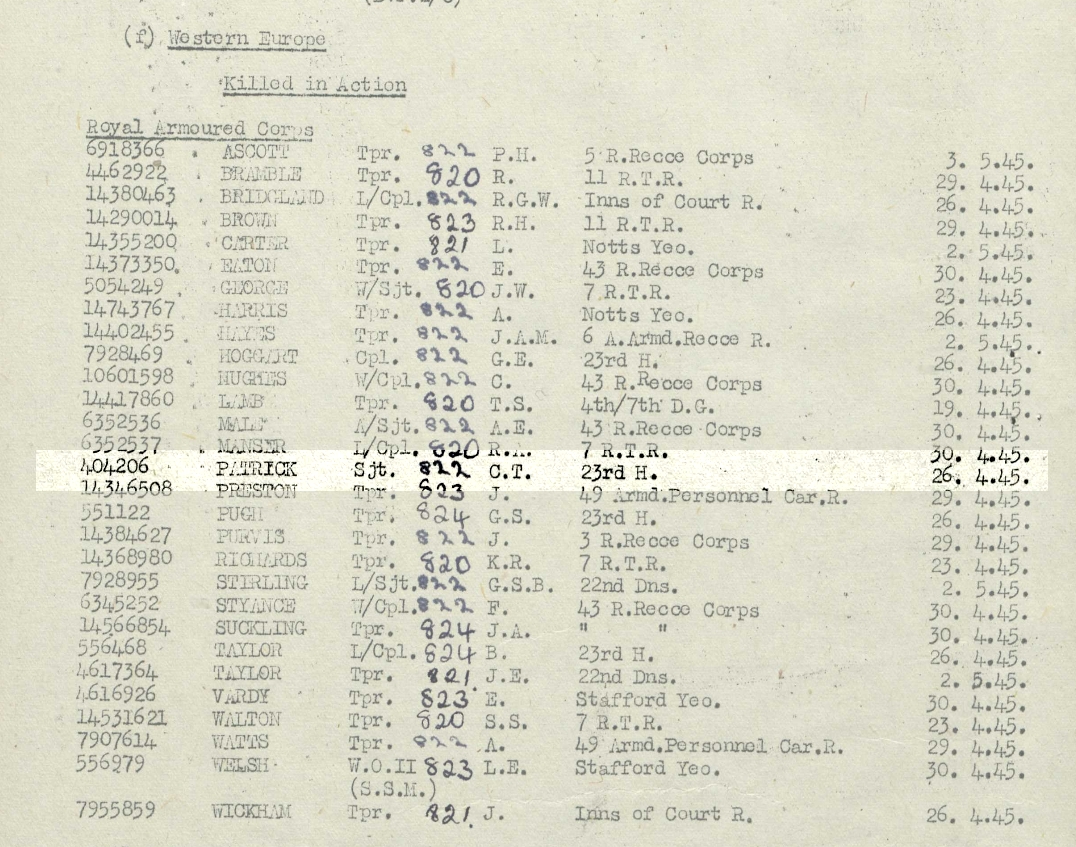 (f) Western Europe
Killed in Action
Royal Armoured Corps
6918366 ASCOTT Tpr. 822 P.H. 5 R.Recce Corps 3. 5.45.
4462922 BRAMBLE Tpr. 820 R. 11 R.T.R. 29. 4.45.
14380463 BRIDGLAND L/Cpl. 822 R.G.W. Inns of Court R. 26. 4.45.
14290014 BROWN Tpr. 823 R.H. 11 R.T.R. 29. 4.45.
14355200 CARTER Tpr. 821 L. Notts Yeo. 2. 5.45.
14373350 EATON Tpr. 822 E. 43 R.Recce Corps 30. 4.45.
5054249 GEORGE W/Sjt. 820 J.W. 7 R.T.R. 23. 4.45.
14743767 HARRIS Tpr. 822 A. Notts Yeo. 26. 4.45.
14402455 HAYES Tpr. 822 J.A.M. 6 A.Armd.Recce R. 2. 5.45.
7928469 HOGGART Cpl. 822 G.E. 23rd H. 26. 4.45.
10601598 HUGHES W/Cpl. 822 C. 43 R.Recce Corps 30. 4.45.
14417860 LAMB Tpr. 820 T.S. 4th/7th D.G. 19. 4.45.
6352536 MALE A/Sjt. 822 A.E. 43 R.Recce Corps 30. 4.45.
6352537 MANSER L/Cpl. 820 R.A. 7 R.T.R. 30. 4.45.
404206 PATRICK Sjt. 822 C.T. 23rd H. 26. 4.45.
14346508 PRESTON Tpr. 823 J. 49 Armd.Personnel Car.R. 29. 4.45.
551122 PUGH Tpr. 824 G.S. 23rd H. 26. 4.45.
14384627 PURVIS Tpr. 822 J. 3 R.Recce Corps 29. 4.45.
14368980 RICHARDS Tpr. 820 K.R. 7 R.T.R. 23. 4.45.
7928955 STIRLING L/Sjt. 822 G.S.B. 22nd Dns. 2. 5.45.
6345252 STYANCE W/Cpl. 822 F. 43 R.Recce Corps 30. 4.45.
14566854 SUCKLING Tpr. 824 J.A. " " 30. 4.45.
556468 TAYLOR L/Cpl. 824 B. 23rd H. 26. 4.45.
4617364 TAYLOR Tpr. 821 J.E. 22nd Dns. 2. 5.45.
4616926 VARDY Tpr. 823 E. Stafford Yeo. 30. 4.45.
14531621 WALTON Tpr. 820 S.S. 7 R.T.R. 23. 4.45.
7907614 WATTS Tpr. 822 A. 49 Armd.Personnel Car.R. 29. 4.45.
556979 WELSH W.O.II 823 L.E. Stafford Yeo. 30. 4.45.
(S.S.M.)
7955859 WICKHAM Tpr. 821 J. Inns of Court R. 26. 4.45.